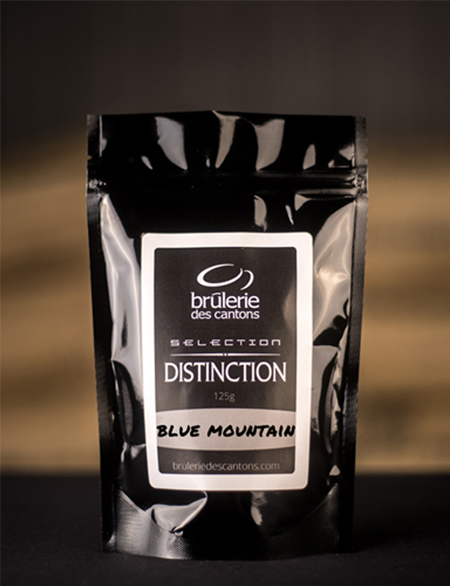 brûlerie
des cantons
SELECTION
DISTINCTION
125g
BLUE MOUNTAIN
bruleriedescantons.com